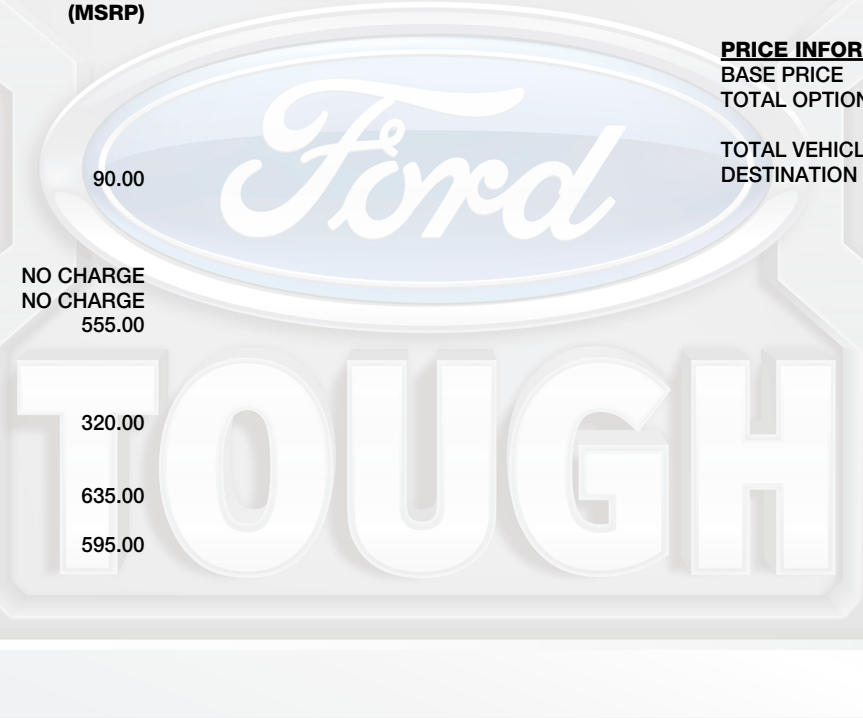 (MSRP)
90.00
NO CHARGE
NO CHARGE
555.00
320.00
635.00
595.00
PRICE INFOR
BASE PRICE
TOTAL OPTION
TOTAL VEHICL
DESTINATION
Ford
TOUGH